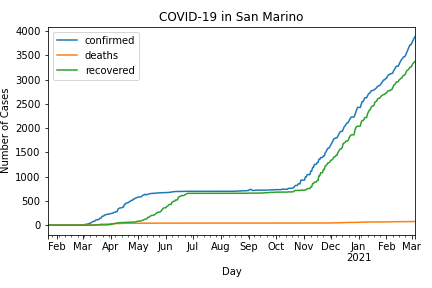 COVID-19 in San Marino
confirmed
deaths
recovered
Number of Cases
4000
3500
3000
2500
2000
1500
1000
500
0
Feb Mar Apr May Jun Jul Aug Sep Oct Nov Dec Jan Feb Mar
2021
Day